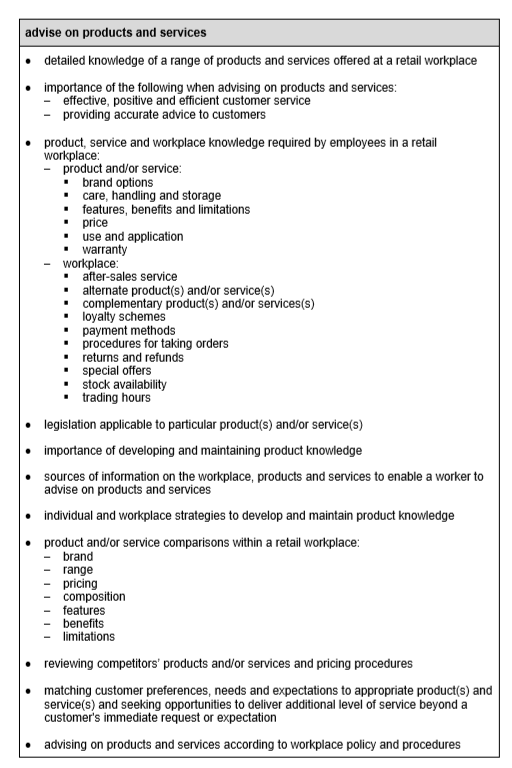 advise on products and services
• detailed knowledge of a range of products and services offered at a retail workplace
• importance of the following when advising on products and services:
– effective, positive and efficient customer service
– providing accurate advice to customers
• product, service and workplace knowledge required by employees in a retail
workplace:
– product and/or service:
▪ brand options
▪ care, handling and storage
▪ features, benefits and limitations
▪ price
▪ use and application
▪ warranty
– workplace:
▪ after-sales service
▪ alternate product(s) and/or service(s)
▪ complementary product(s) and/or services(s)
▪ loyalty schemes
▪ payment methods
▪ procedures for taking orders
▪ returns and refunds
▪ special offers
▪ stock availability
▪ trading hours
• legislation applicable to particular product(s) and/or service(s)
• importance of developing and maintaining product knowledge
• sources of information on the workplace, products and services to enable a worker to
advise on products and services
• individual and workplace strategies to develop and maintain product knowledge
• product and/or service comparisons within a retail workplace:
– brand
– range
– pricing
– composition
– features
– benefits
– limitations
• reviewing competitors' products and/or services and pricing procedures
• matching customer preferences, needs and expectations to appropriate product(s) and
service(s) and seeking opportunities to deliver additional level of service beyond a
customer's immediate request or expectation
• advising on products and services according to workplace policy and procedures